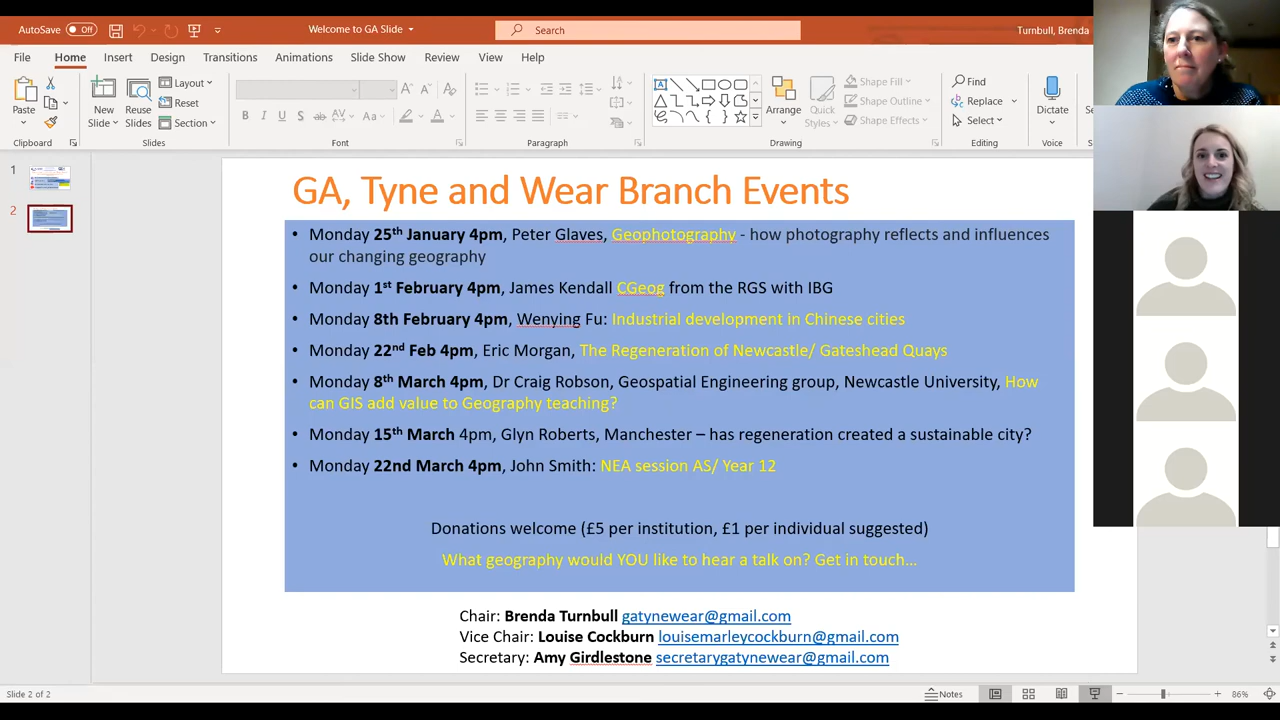 AutoSave Off Welcome to GA Slide Search Turnbull, Brenda
File Home Insert Design Transitions Animations Slide Show Review View Help
Paste New Slide Reuse Slides Layout Reset Section Arrange Quick Styles Shape Fill Shape Outline Shape Effects Find Replace Select Dictate
Clipboard Slides Font Paragraph Drawing Editing Voice
1
2
GA, Tyne and Wear Branch Events
• Monday 25th January 4pm, Peter Glaves, Geophotography - how photography reflects and influences
our changing geography
• Monday 1st February 4pm, James Kendall CGeog from the RGS with IBG
• Monday 8th February 4pm, Wenying Fu: Industrial development in Chinese cities
• Monday 22nd Feb 4pm, Eric Morgan, The Regeneration of Newcastle/ Gateshead Quays
• Monday 8th March 4pm, Dr Craig Robson, Geospatial Engineering group, Newcastle University, How
can GIS add value to Geography teaching?
• Monday 15th March 4pm, Glyn Roberts, Manchester – has regeneration created a sustainable city?
• Monday 22nd March 4pm, John Smith: NEA session AS/ Year 12
Donations welcome (£5 per institution, £1 per individual suggested)
What geography would YOU like to hear a talk on? Get in touch...
Chair: Brenda Turnbull gatynewear@gmail.com
Vice Chair: Louise Cockburn louisemarleycockburn@gmail.com
Secretary: Amy Girdlestone secretarygatynewear@gmail.com
Slide 2 of 2 Notes 86%